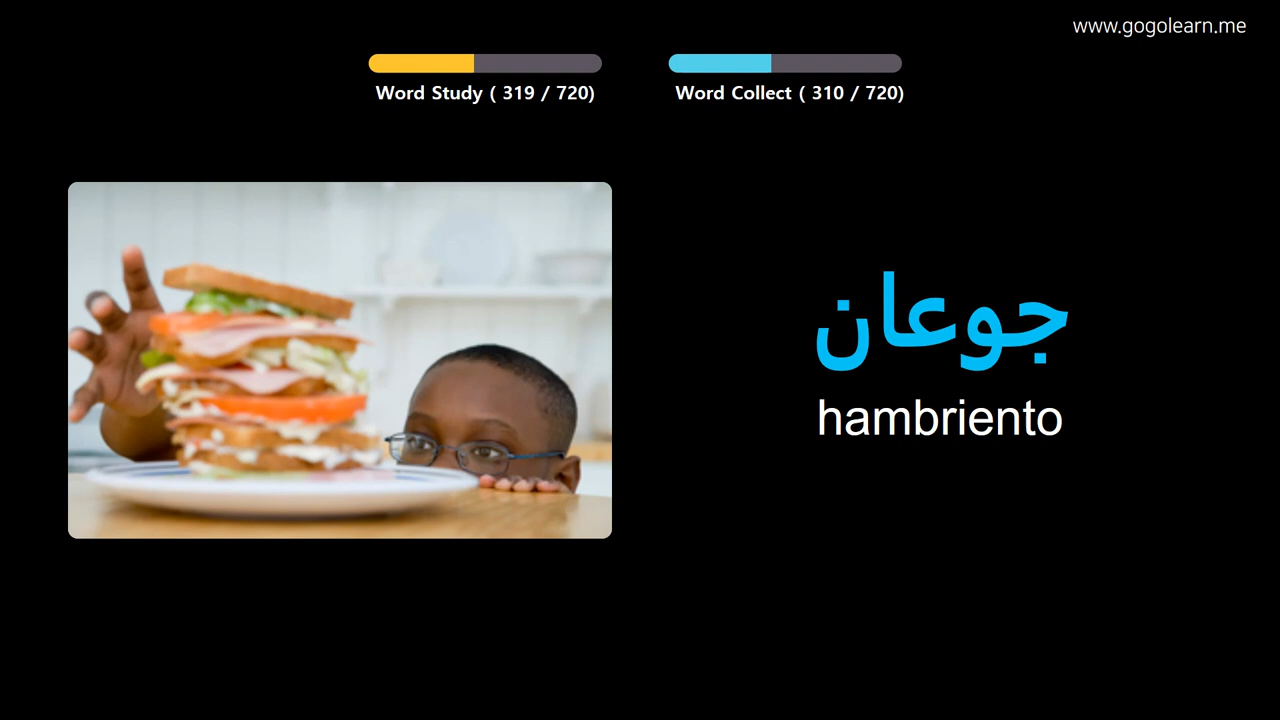 www.gogolearn.me
Word Study ( 319 / 720)
Word Collect ( 310 / 720)
جوعان
hambriento